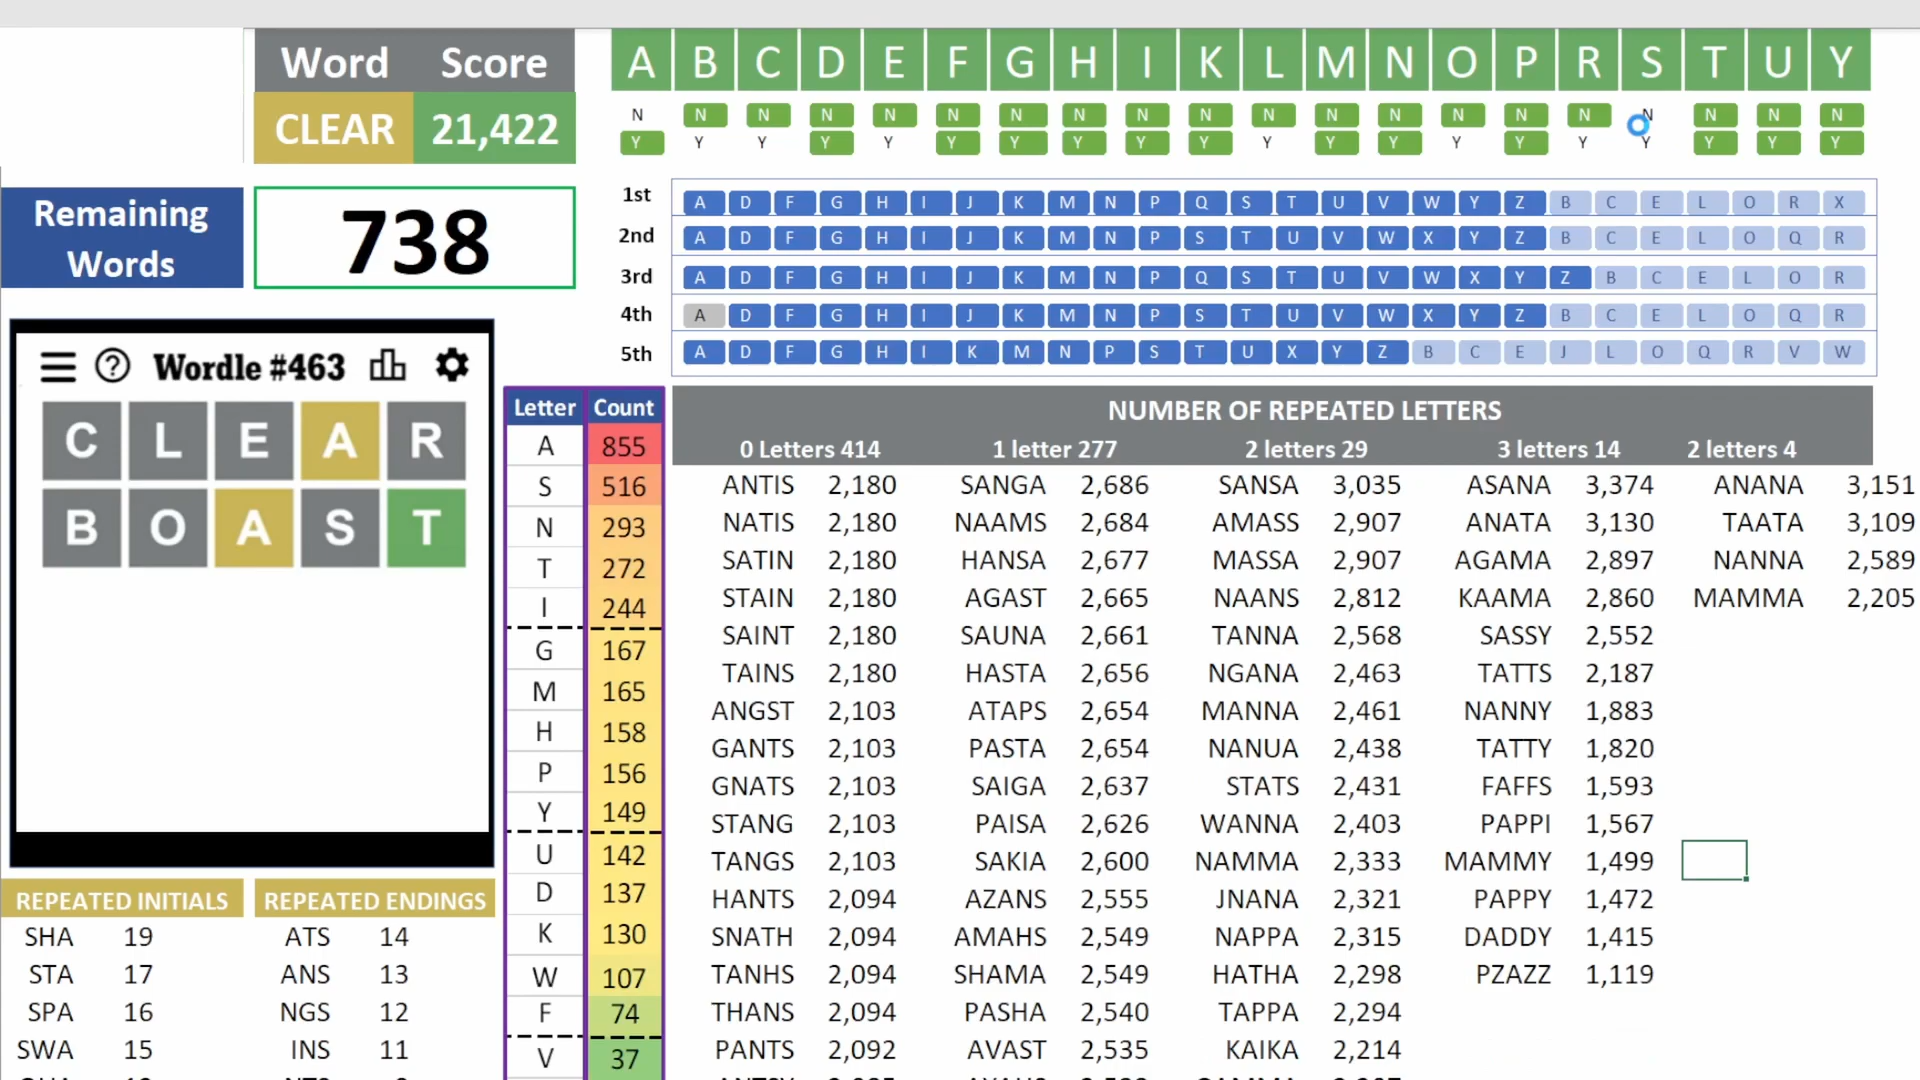 Word Score
CLEAR 21,422
A B C D E F G H I K L M N O P R S T U Y
N N N N N N N N N N N N N N N N N N N N
Y Y Y Y Y Y Y Y Y Y Y Y Y Y Y Y Y Y Y Y
Remaining Words 738
1st A D F G H I J K M N P Q S T U V W Y Z B C E L O R X
2nd A D F G H I J K M N P S T U V W X Y Z B C E L O Q R
3rd A D F G H I J K M N P Q S T U V W X Y Z B C E L O R
4th A D F G H I J K M N P S T U V W X Y Z B C E L O Q R
5th A D F G H I K M N P S T U X Y Z B C E J L O Q R V W
Wordle #463
C L E A R
B O A S T
REPEATED INITIALS
SHA 19
STA 17
SPA 16
SWA 15
REPEATED ENDINGS
ATS 14
ANS 13
NGS 12
INS 11
Letter Count
A 855
S 516
N 293
T 272
I 244
G 167
M 165
H 158
P 156
Y 149
U 142
D 137
K 130
W 107
F 74
V 37
NUMBER OF REPEATED LETTERS
0 Letters 414 1 letter 277 2 letters 29 3 letters 14 2 letters 4
ANTIS 2,180 SANGA 2,686 SANSA 3,035 ASANA 3,374 ANANA 3,151
NATIS 2,180 NAAMS 2,684 AMASS 2,907 ANATA 3,130 TAATA 3,109
SATIN 2,180 HANSA 2,677 MASSA 2,907 AGAMA 2,897 NANNA 2,589
STAIN 2,180 AGAST 2,665 NAANS 2,812 KAAMA 2,860 MAMMA 2,205
SAINT 2,180 SAUNA 2,661 TANNA 2,568 SASSY 2,552
TAINS 2,180 HASTA 2,656 NGANA 2,463 TATTS 2,187
ANGST 2,103 ATAPS 2,654 MANNA 2,461 NANNY 1,883
GANTS 2,103 PASTA 2,654 NANUA 2,438 TATTY 1,820
GNATS 2,103 SAIGA 2,637 STATS 2,431 FAFFS 1,593
STANG 2,103 PAISA 2,626 WANNA 2,403 PAPPI 1,567
TANGS 2,103 SAKIA 2,600 NAMMA 2,333 MAMMY 1,499
HANTS 2,094 AZANS 2,555 JNANA 2,321 PAPPY 1,472
SNATH 2,094 AMAHS 2,549 NAPPA 2,315 DADDY 1,415
TANHS 2,094 SHAMA 2,549 HATHA 2,298 PZAZZ 1,119
THANS 2,094 PASHA 2,540 TAPPA 2,294
PANTS 2,092 AVAST 2,535 KAIKA 2,214